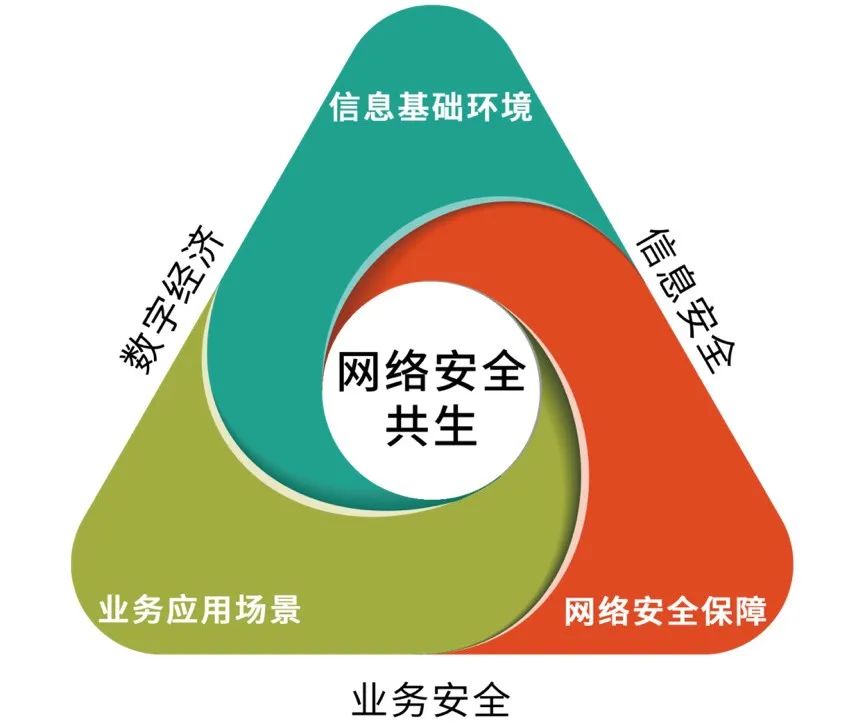 信息基础环境
数字经济
信息安全
网络安全
共生
业务应用场景
网络安全保障
业务安全